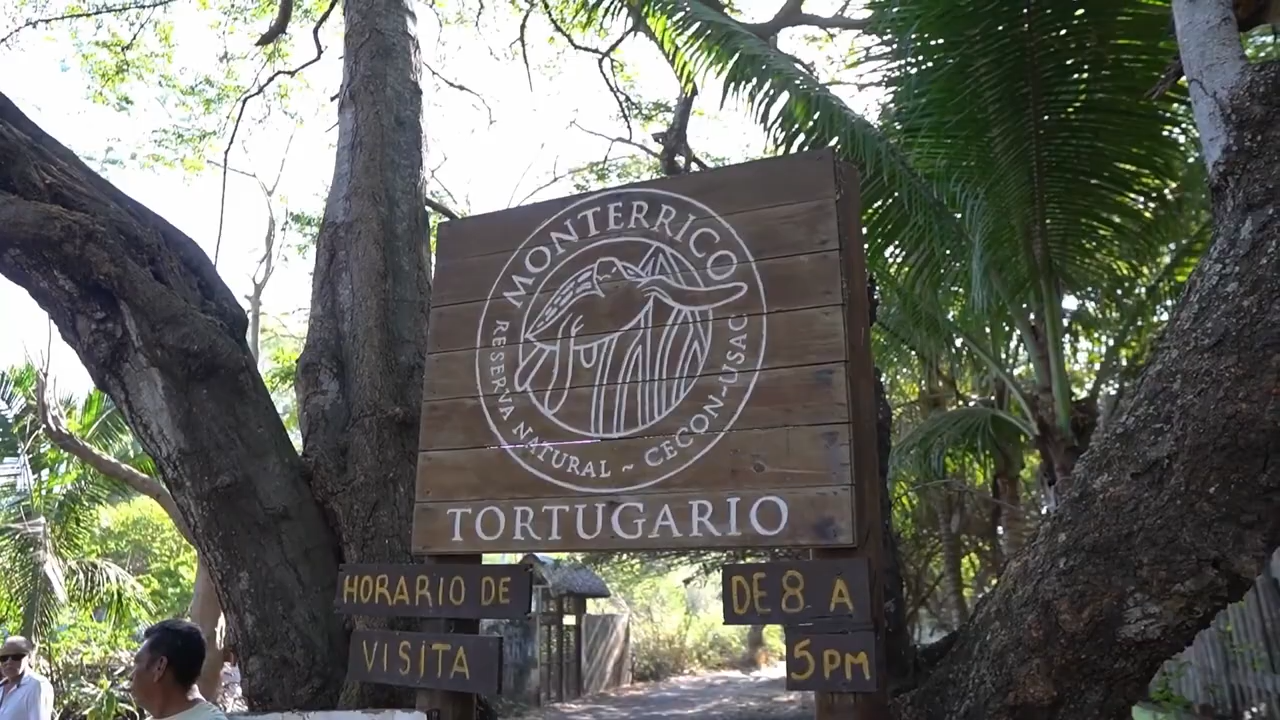 MONTERRICO
RESERVA NATURAL ~ CECON-USAC
TORTUGARIO
HORARIO DE
VISITA
DE 8 A
5 PM